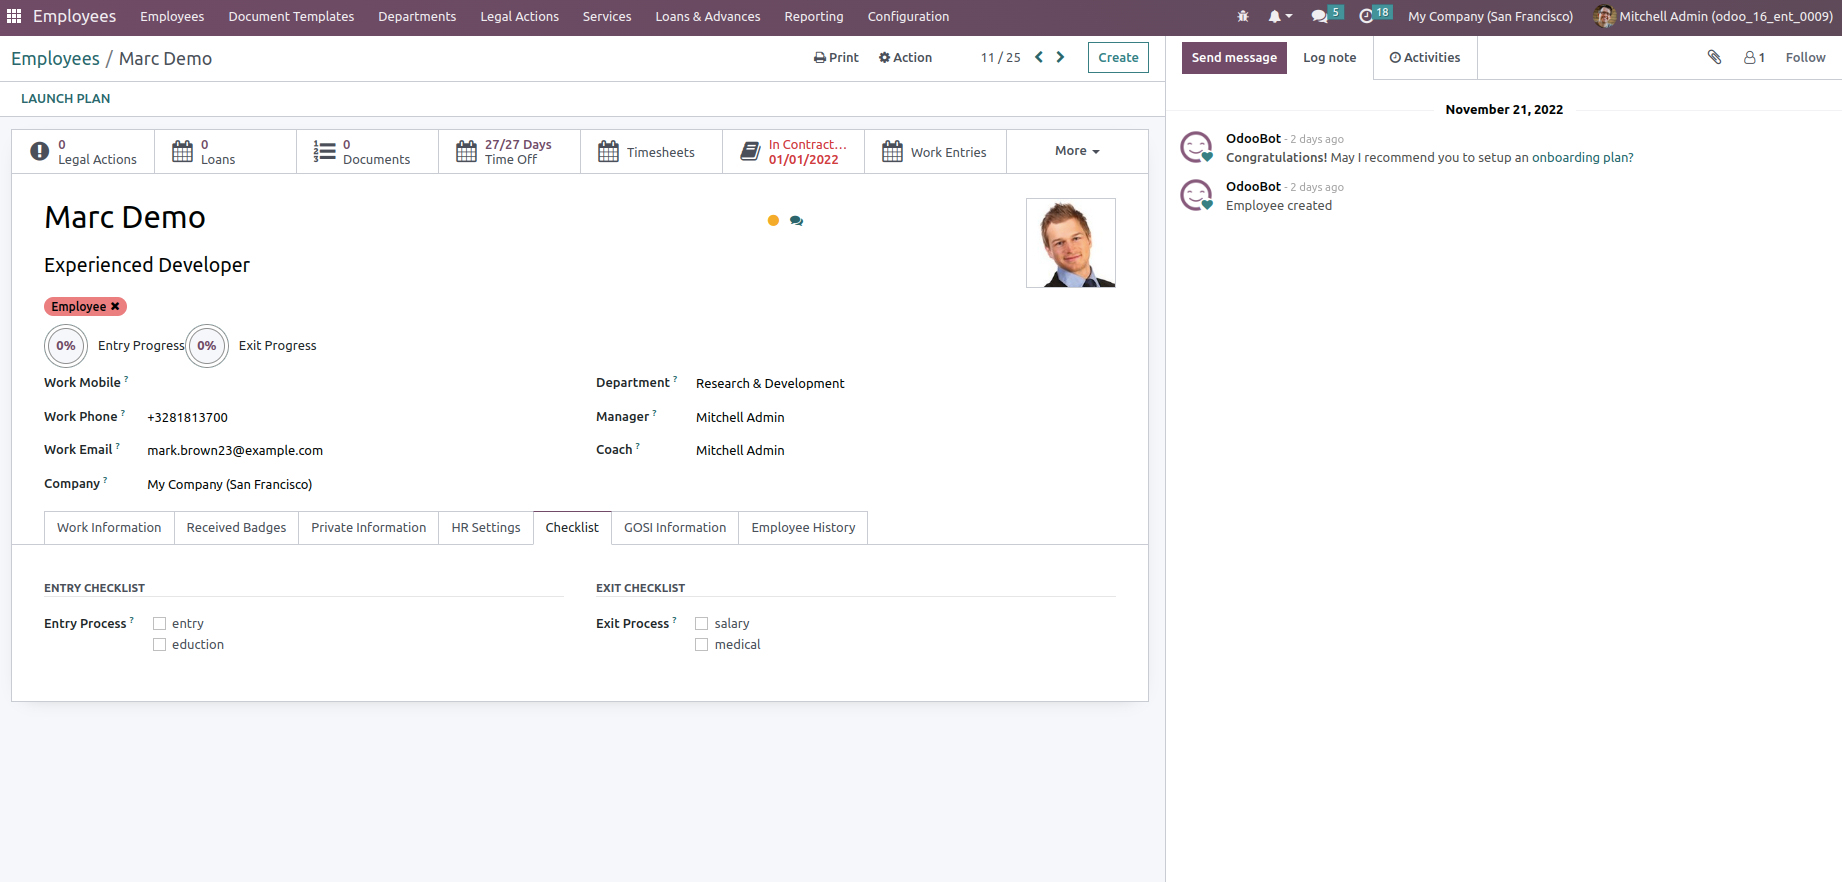 Employees Employees Document Templates Departments Legal Actions Services Loans & Advances Reporting Configuration 5 18 My Company (San Francisco) Mitchell Admin (odoo_16_ent_0009)
Employees / Marc Demo Print Action 11 / 25 Create
LAUNCH PLAN
0 Legal Actions
0 Loans
0 Documents
27/27 Days Time Off
Timesheets
In Contract... 01/01/2022
Work Entries
More
Marc Demo
Experienced Developer
Employee ✖
0% Entry Progress 0% Exit Progress
Work Mobile ?
Work Phone ? +3281813700
Work Email ? mark.brown23@example.com
Company ? My Company (San Francisco)
Department ? Research & Development
Manager ? Mitchell Admin
Coach ? Mitchell Admin
Work Information Received Badges Private Information HR Settings Checklist GOSI Information Employee History
ENTRY CHECKLIST
Entry Process ? entry
eduction
EXIT CHECKLIST
Exit Process ? salary
medical
Send message Log note Activities 1 Follow
November 21, 2022
OdooBot - 2 days ago
Congratulations! May I recommend you to setup an onboarding plan?
OdooBot - 2 days ago
Employee created